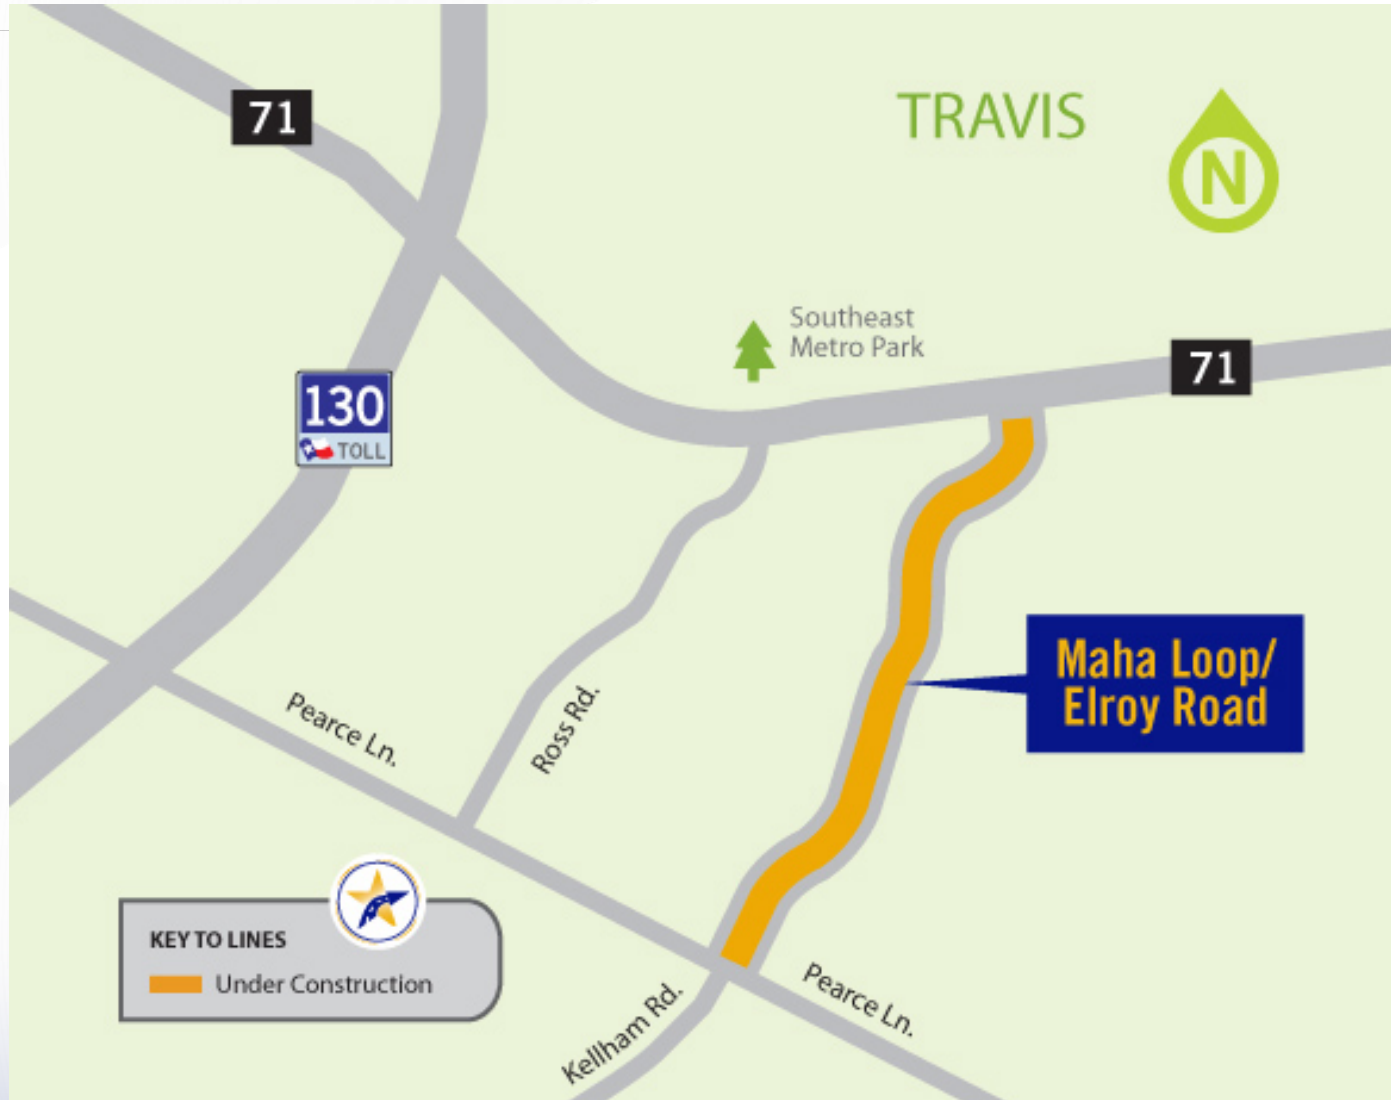 71
TRAVIS
N
Southeast
Metro Park
71
130
TOLL
Maha Loop/
Elroy Road
Pearce Ln.
Ross Rd.
KEY TO LINES
Under Construction
Pearce Ln.
Kellham Rd.